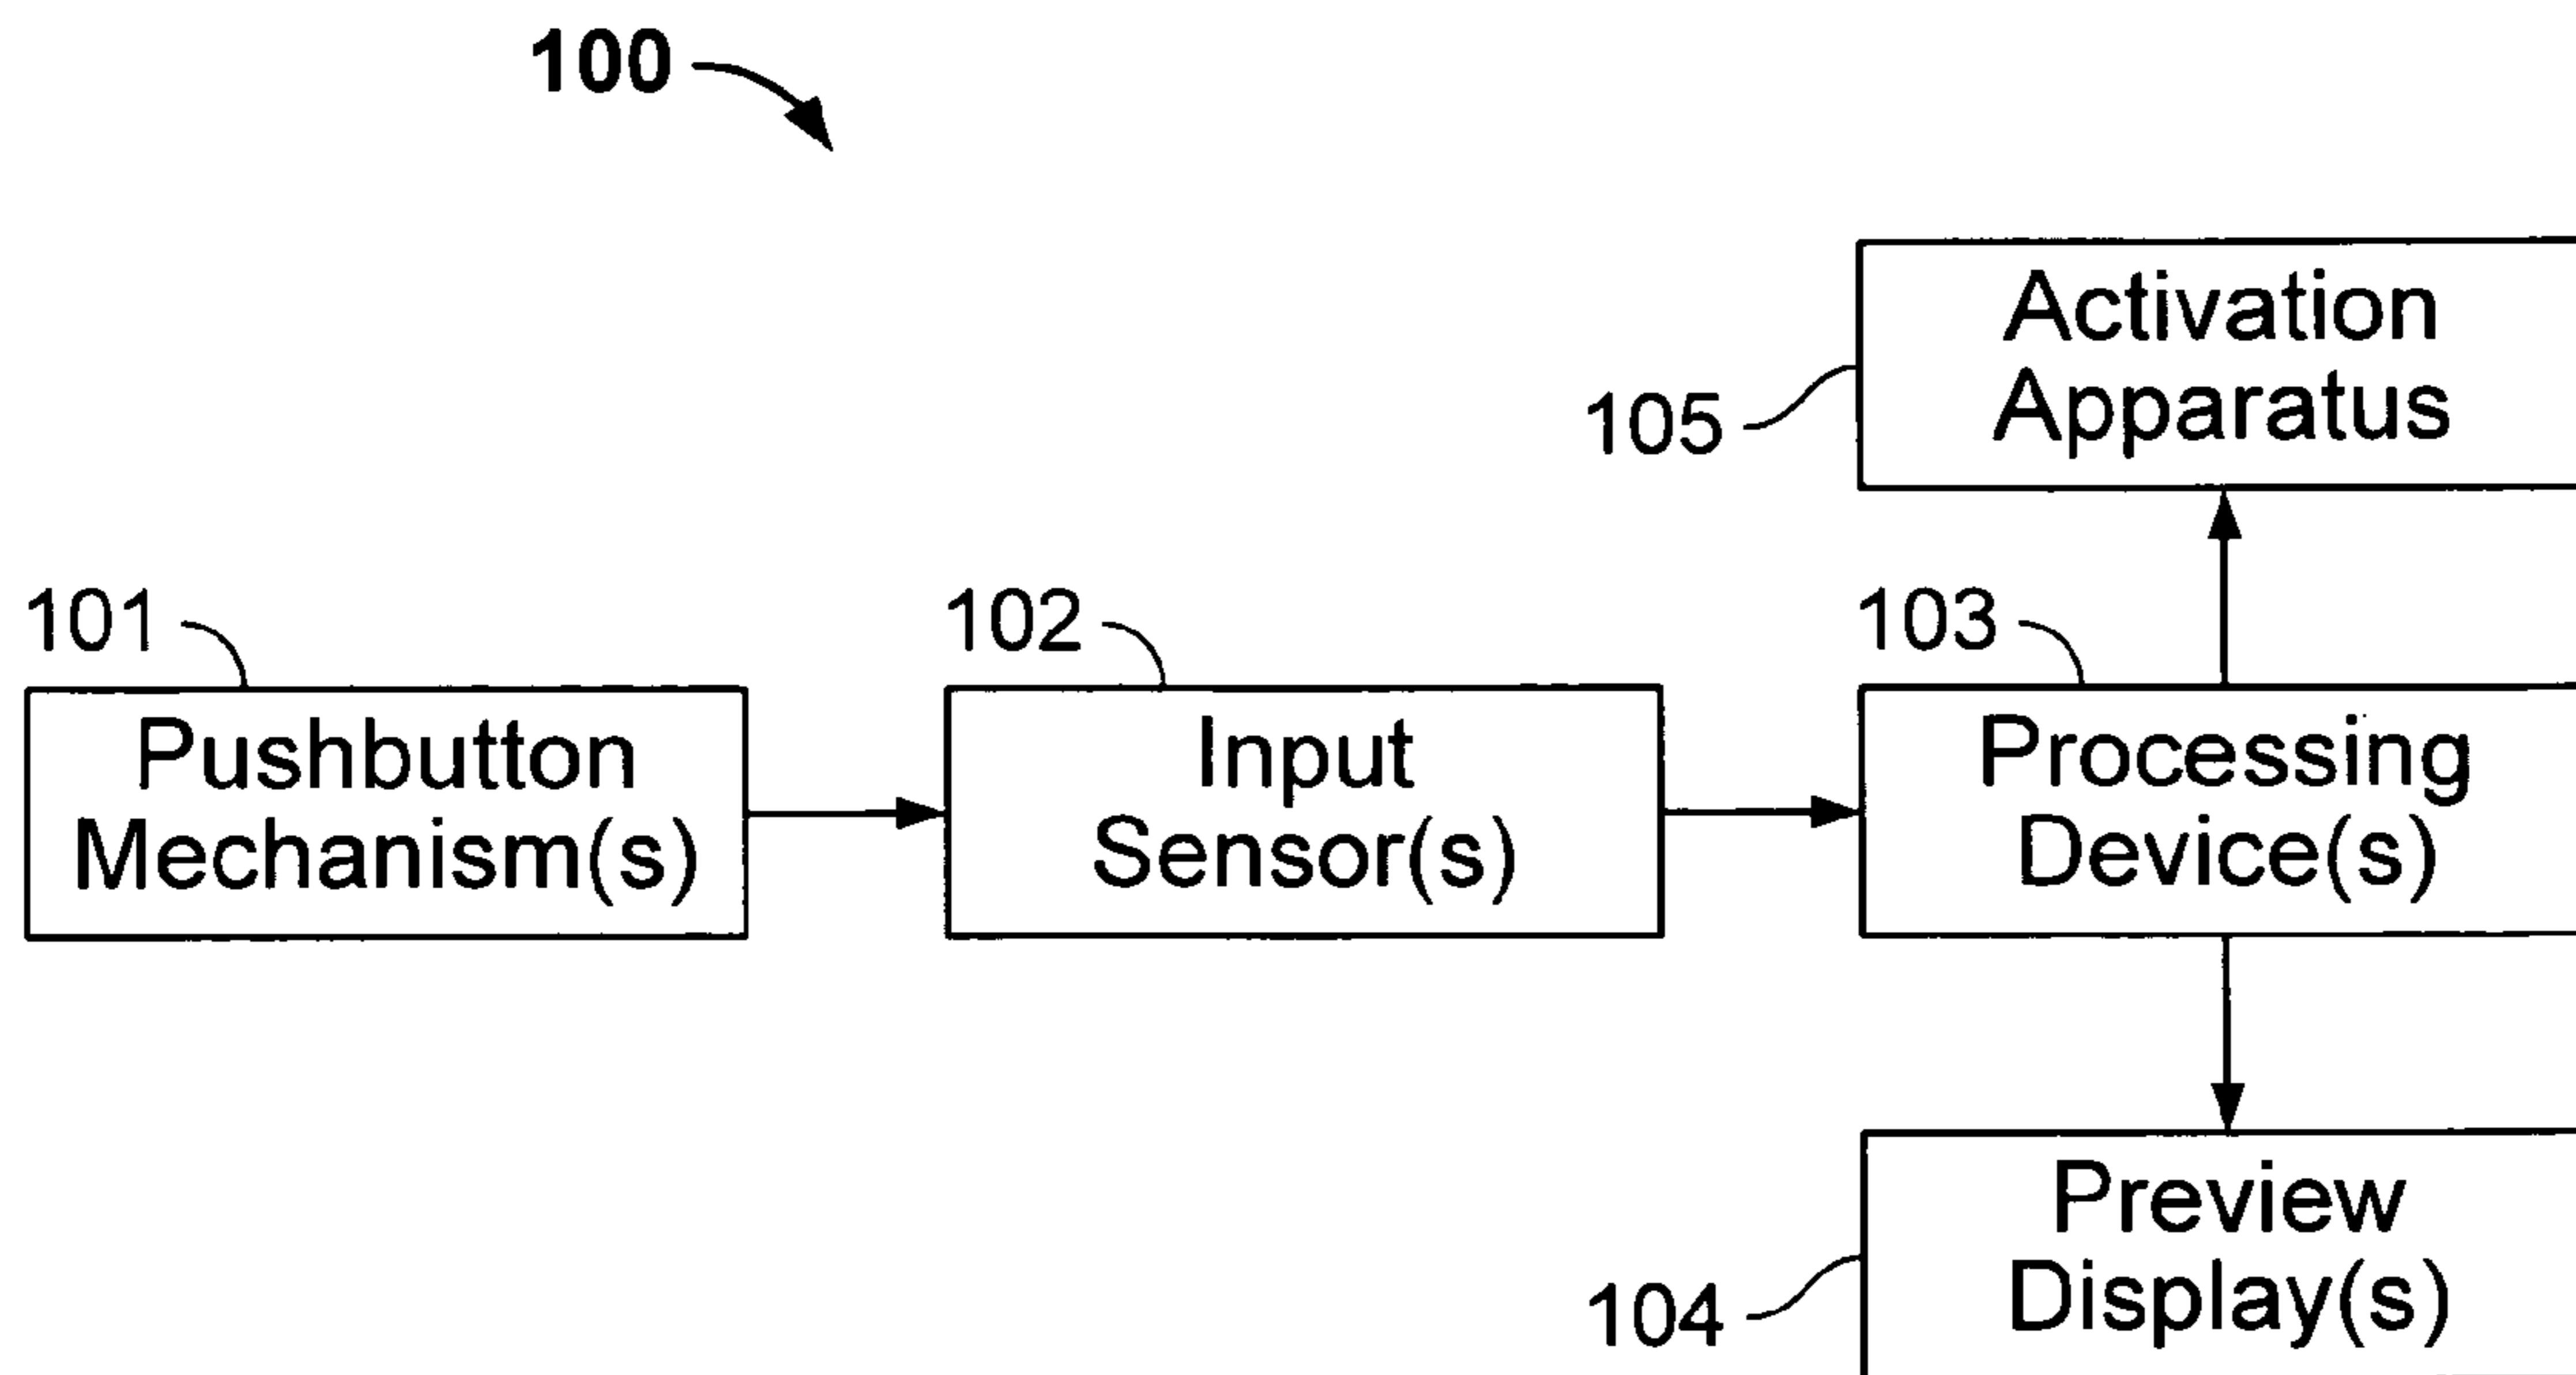 100
Activation
Apparatus
105
101
102
103
Pushbutton
Mechanism(s)
Input
Sensor(s)
Processing
Device(s)
Preview
Display(s)
104